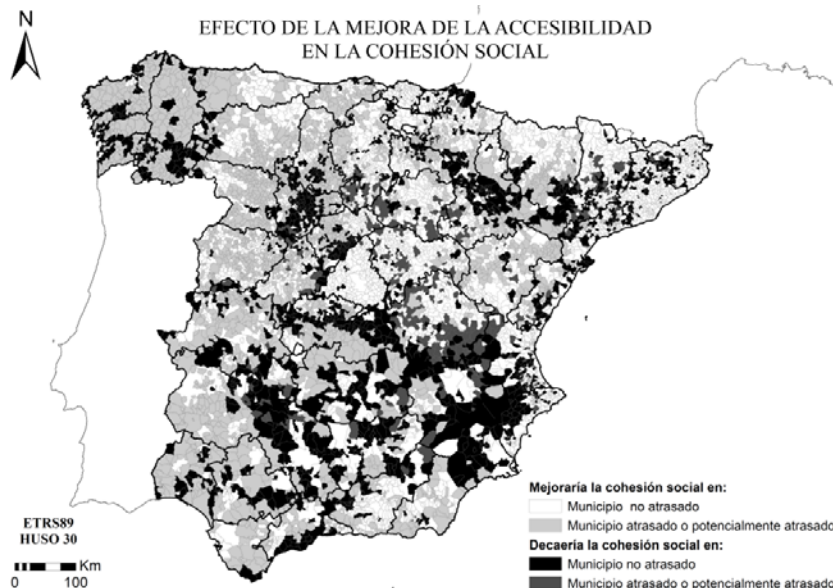 N
EFECTO DE LA MEJORA DE LA ACCESIBILIDAD
EN LA COHESIÓN SOCIAL
Mejoraría la cohesión social en:
Municipio no atrasado
Municipio atrasado o potencialmente atrasado
Decaería la cohesión social en:
Municipio no atrasado
Municipio atrasado o potencialmente atrasado
ETRS89
HUSO 30
Km
0 100